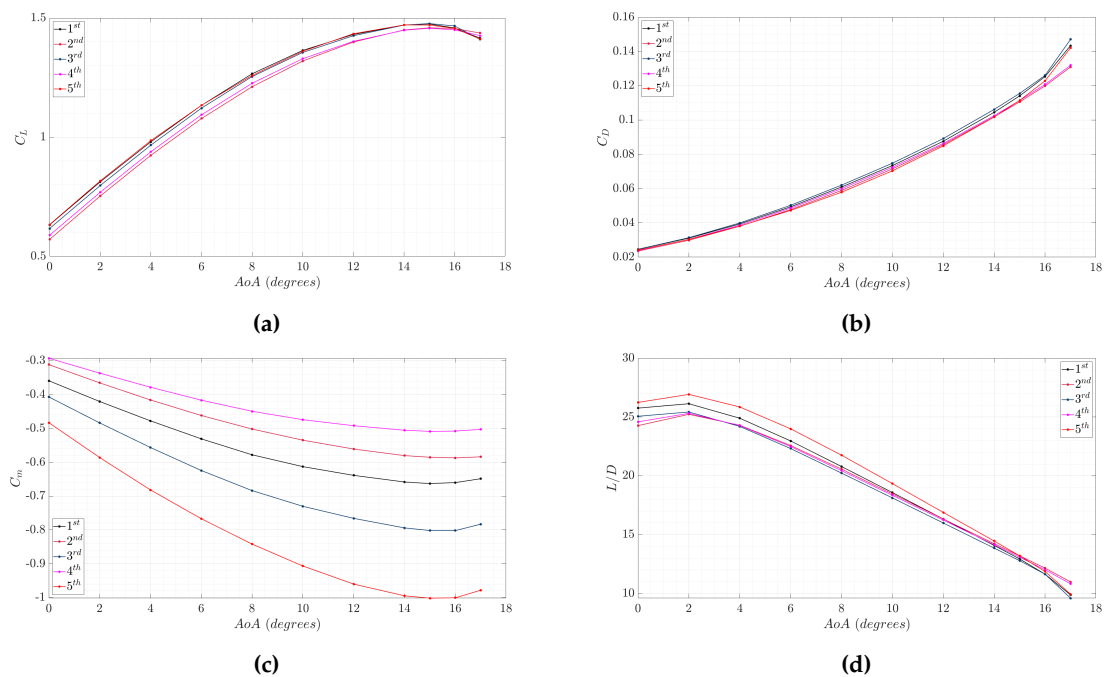 1.5
1
0.5
C_L
1st
2nd
3rd
4th
5th
0 2 4 6 8 10 12 14 16 18
AoA (degrees)
(a)
0.16
0.14
0.12
0.1
0.08
0.06
0.04
0.02
C_D
1st
2nd
3rd
4th
5th
0 2 4 6 8 10 12 14 16 18
AoA (degrees)
(b)
-0.3
-0.4
-0.5
-0.6
-0.7
-0.8
-0.9
-1
C_m
1st
2nd
3rd
4th
5th
0 2 4 6 8 10 12 14 16 18
AoA (degrees)
(c)
30
25
20
15
10
L/D
1st
2nd
3rd
4th
5th
0 2 4 6 8 10 12 14 16 18
AoA (degrees)
(d)